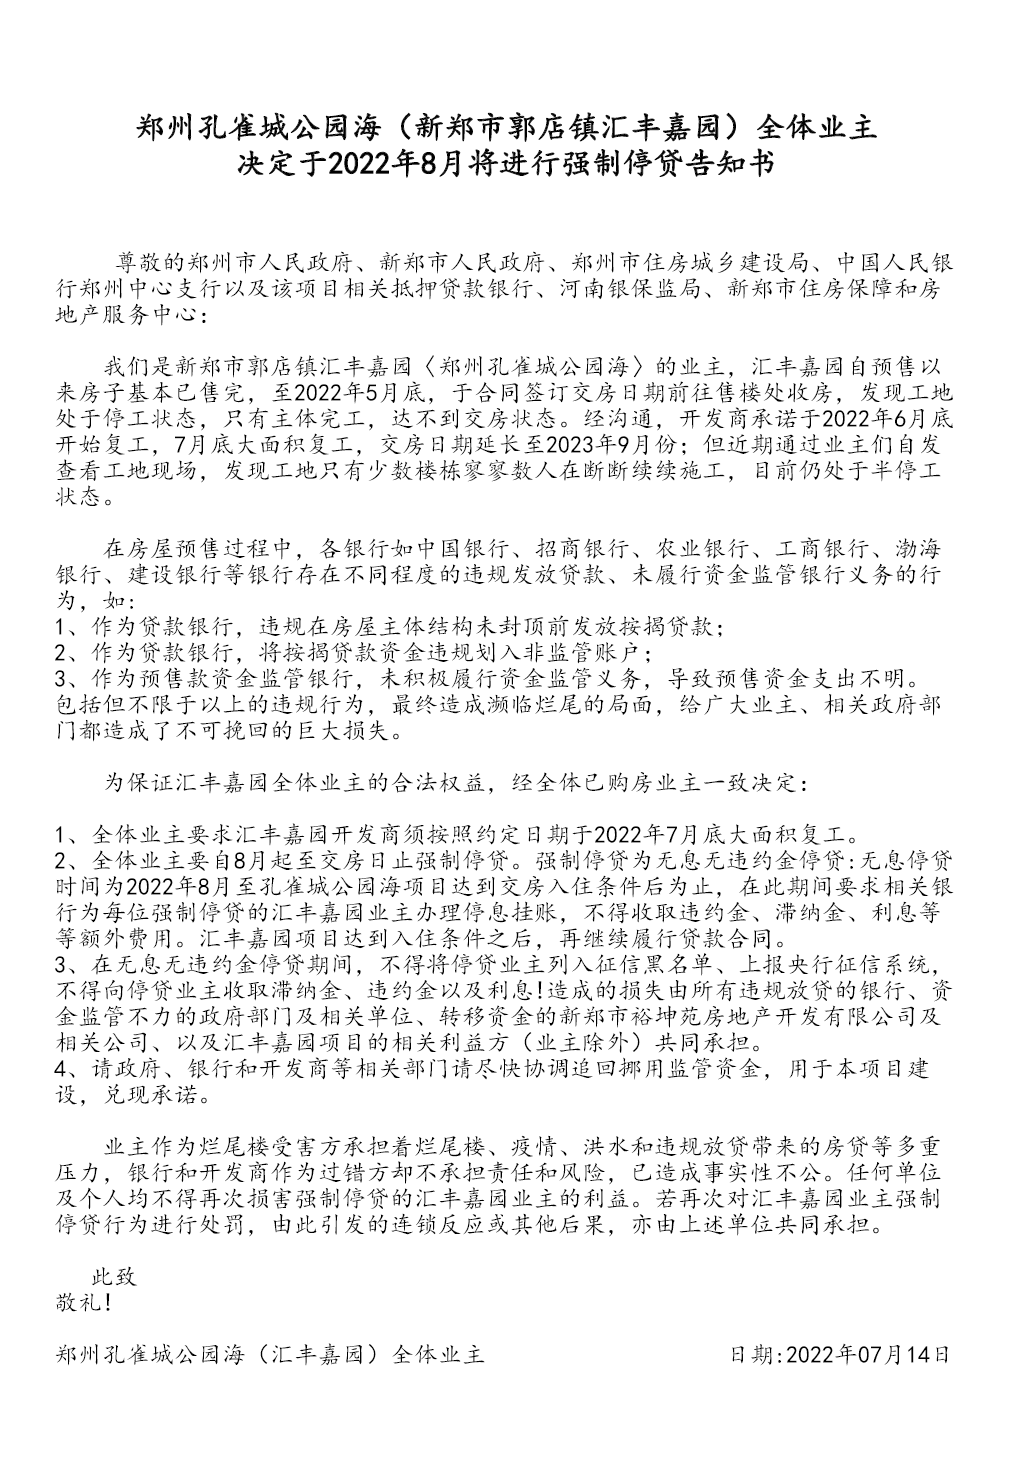 郑州孔雀城公园海（新郑市郭店镇汇丰嘉园）全体业主
决定于2022年8月将进行强制停贷告知书
尊敬的郑州市人民政府、新郑市人民政府、郑州市住房城乡建设局、中国人民银
行郑州中心支行以及该项目相关抵押贷款银行、河南银保监局、新郑市住房保障和房
地产服务中心：
我们是新郑市郭店镇汇丰嘉园〈郑州孔雀城公园海〉的业主，汇丰嘉园自预售以
来房子基本已售完，至2022年5月底，于合同签订交房日期前往售楼处收房，发现工地
处于停工状态，只有主体完工，达不到交房状态。经沟通，开发商承诺于2022年6月底
开始复工，7月底大面积复工，交房日期延长至2023年9月份；但近期通过业主们自发
查看工地现场，发现工地只有少数楼栋寥寥数人在断断续续施工，目前仍处于半停工
状态。
在房屋预售过程中，各银行如中国银行、招商银行、农业银行、工商银行、渤海
银行、建设银行等银行存在不同程度的违规发放贷款、未履行资金监管银行义务的行
为，如：
1、作为贷款银行，违规在房屋主体结构未封顶前发放按揭贷款；
2、作为贷款银行，将按揭贷款资金违规划入非监管账户；
3、作为预售款资金监管银行，未积极履行资金监管义务，导致预售资金支出不明。
包括但不限于以上的违规行为，最终造成濒临烂尾的局面，给广大业主、相关政府部
门都造成了不可挽回的巨大损失。
为保证汇丰嘉园全体业主的合法权益，经全体已购房业主一致决定：
1、全体业主要求汇丰嘉园开发商须按照约定日期于2022年7月底大面积复工。
2、全体业主要自8月起至交房日止强制停贷。强制停贷为无息无违约金停贷:无息停贷
时间为2022年8月至孔雀城公园海项目达到交房入住条件后为止，在此期间要求相关银
行为每位强制停贷的汇丰嘉园业主办理停息挂账，不得收取违约金、滞纳金、利息等
等额外费用。汇丰嘉园项目达到入住条件之后，再继续履行贷款合同。
3、在无息无违约金停贷期间，不得将停贷业主列入征信黑名单、上报央行征信系统，
不得向停贷业主收取滞纳金、违约金以及利息!造成的损失由所有违规放贷的银行、资
金监管不力的政府部门及相关单位、转移资金的新郑市裕坤苑房地产开发有限公司及
相关公司、以及汇丰嘉园项目的相关利益方（业主除外）共同承担。
4、请政府、银行和开发商等相关部门请尽快协调追回挪用监管资金，用于本项目建
设，兑现承诺。
业主作为烂尾楼受害方承担着烂尾楼、疫情、洪水和违规放贷带来的房贷等多重
压力，银行和开发商作为过错方却不承担责任和风险，已造成事实性不公。任何单位
及个人均不得再次损害强制停贷的汇丰嘉园业主的利益。若再次对汇丰嘉园业主强制
停贷行为进行处罚，由此引发的连锁反应或其他后果，亦由上述单位共同承担。
此致
敬礼！
郑州孔雀城公园海（汇丰嘉园）全体业主 日期:2022年07月14日